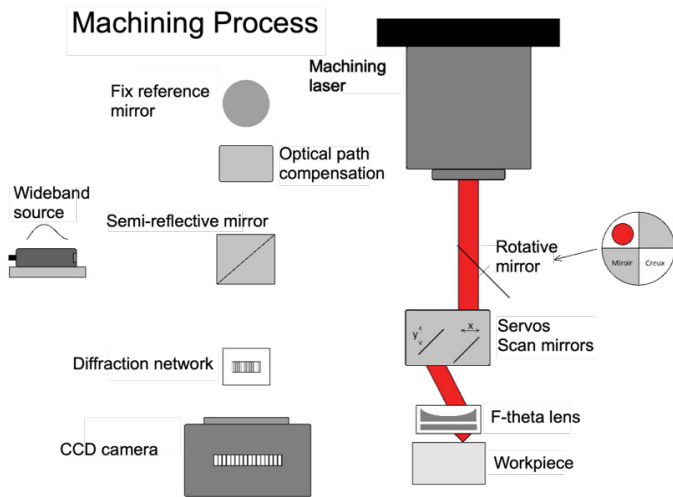 Machining Process
Machining
laser
Fix reference
mirror
Optical path
compensation
Wideband
source
Semi-reflective mirror
Rotative
mirror
Miroir
Creux
y
x
Servos
Scan mirrors
Diffraction network
F-theta lens
CCD camera
Workpiece